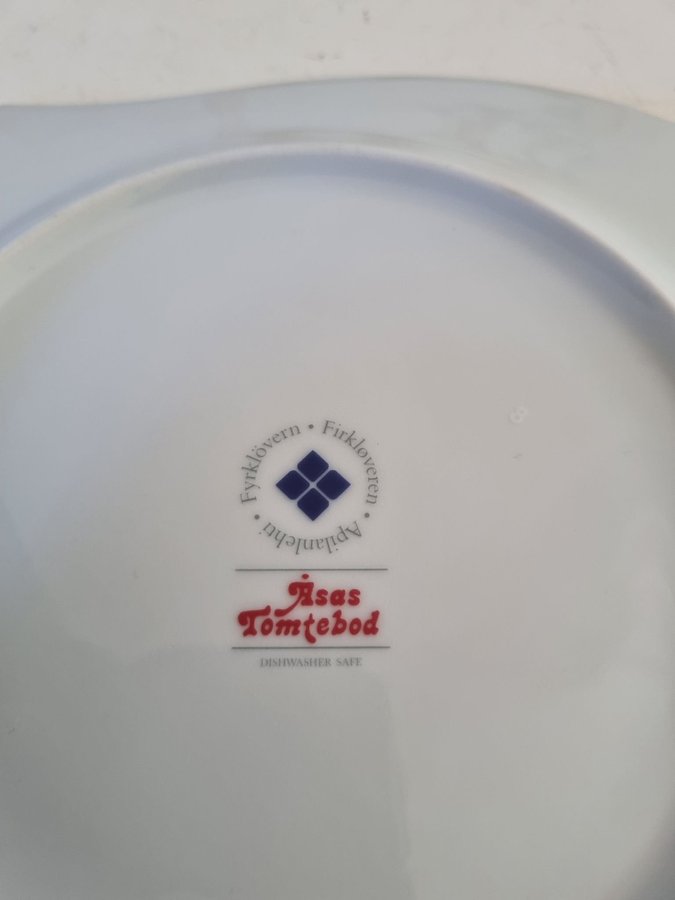 Fyrklövern • Firkløveren • Apilanlehti •
Åsas
Tomtebod
DISHWASHER SAFE